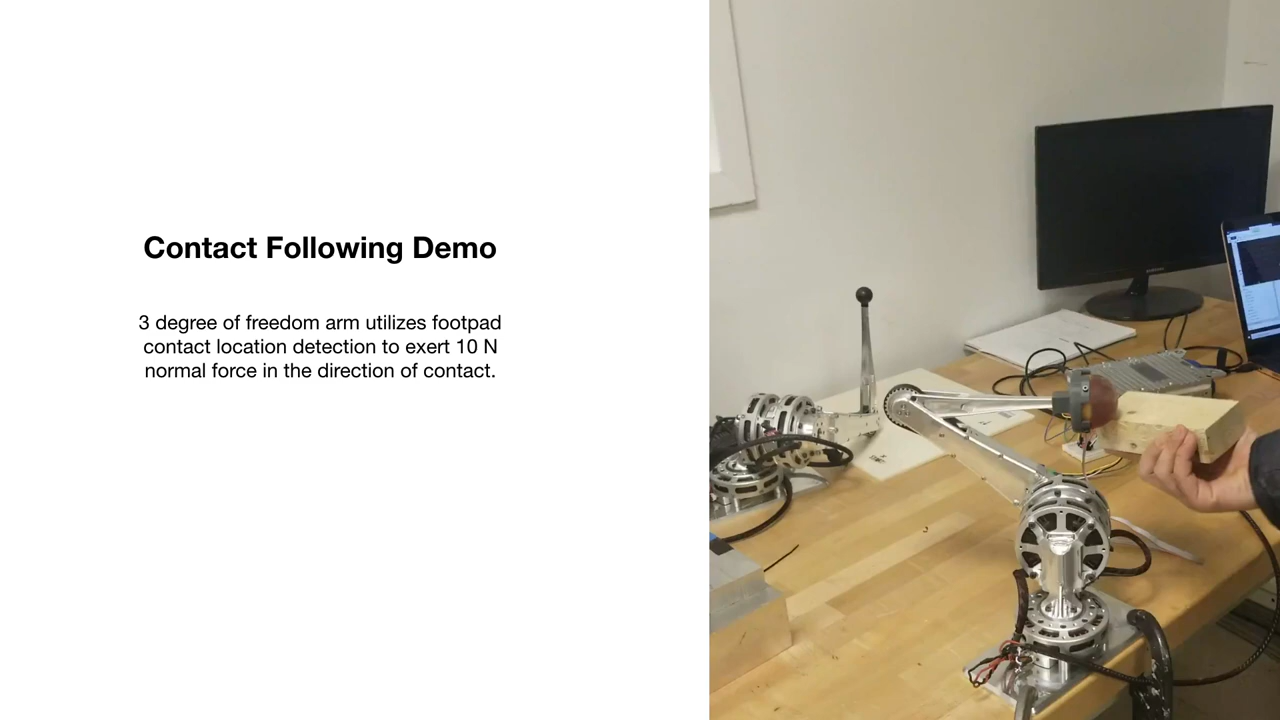 Contact Following Demo
3 degree of freedom arm utilizes footpad
contact location detection to exert 10 N
normal force in the direction of contact.